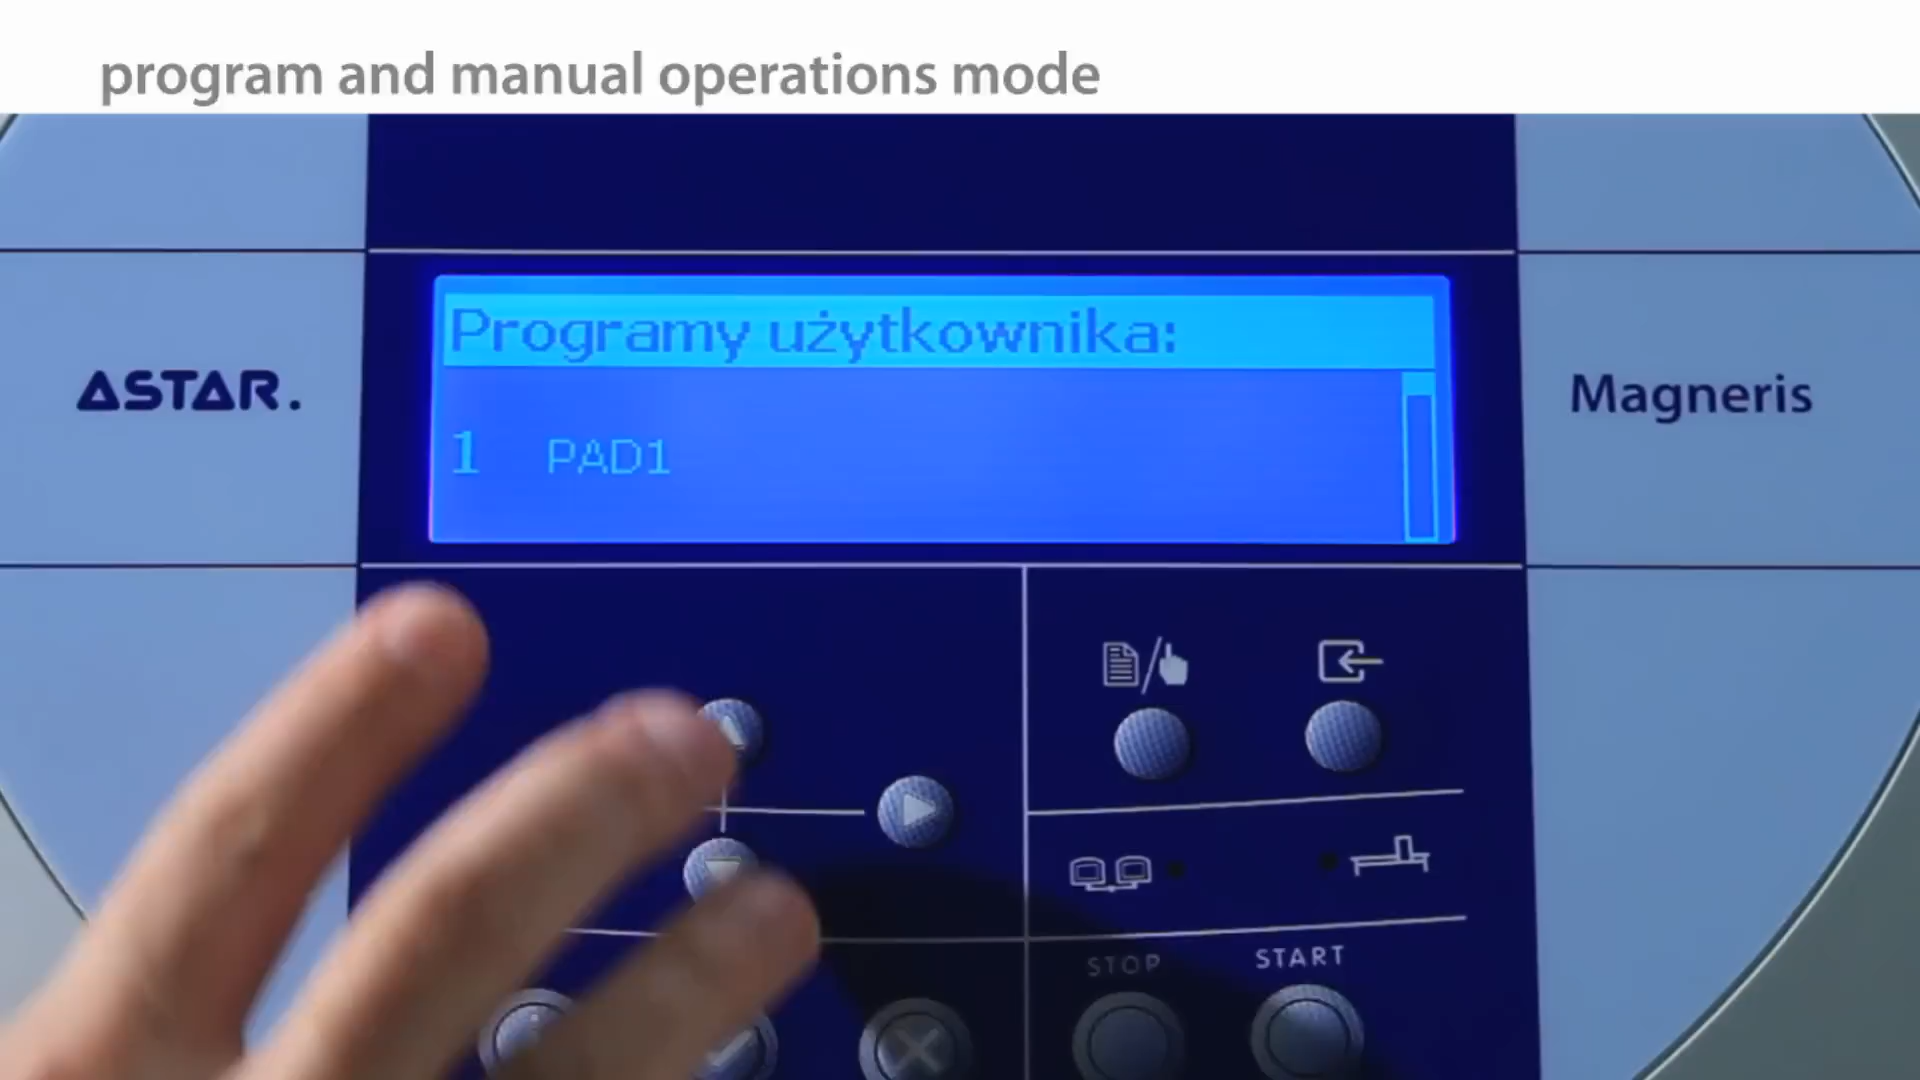 program and manual operations mode
Programy użytkownika:
1 PAD1
ASTAR.
Magneris
STOP
START